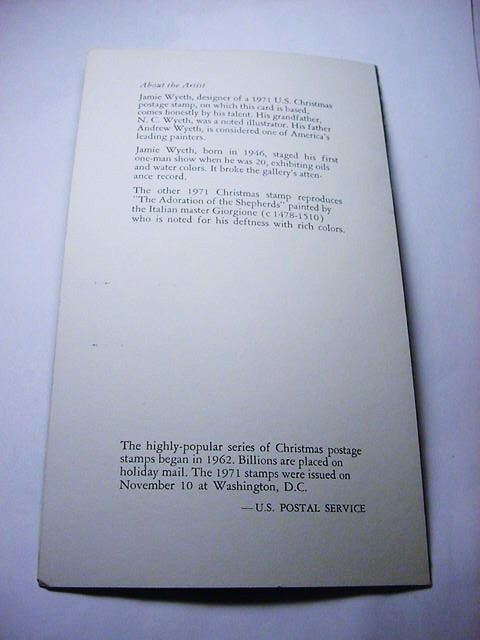 About the Artist
Jamie Wyeth, designer of a 1971 U.S. Christmas
postage stamp, on which this card is based,
comes honestly by his talent. His grandfather,
N. C. Wyeth, was a noted illustrator. His father
Andrew Wyeth, is considered one of America's
leading painters.
Jamie Wyeth, born in 1946, staged his first
one-man show when he was 20, exhibiting oils
and water colors. It broke the gallery's atten-
ance record.
The other 1971 Christmas stamp reproduces
"The Adoration of the Shepherds" painted by
the Italian master Giorgione (c 1478-1510)
who is noted for his deftness with rich colors.
The highly-popular series of Christmas postage
stamps began in 1962. Billions are placed on
holiday mail. The 1971 stamps were issued on
November 10 at Washington, D.C.
—U.S. POSTAL SERVICE